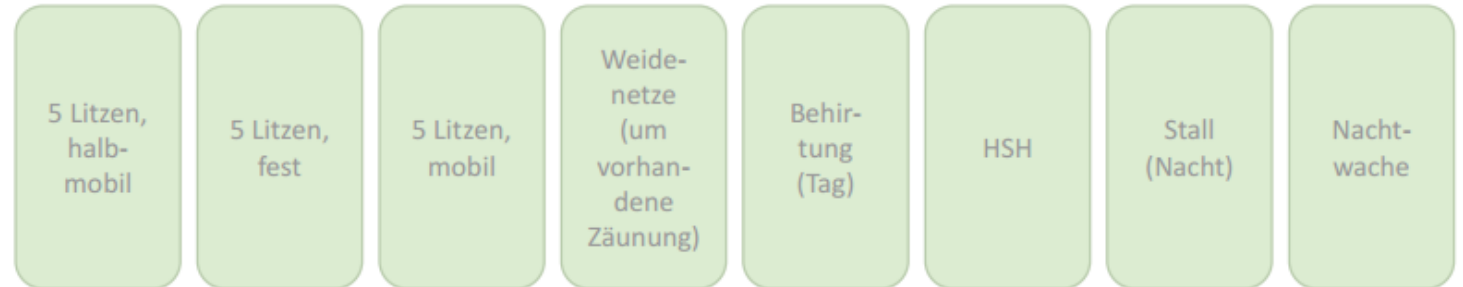 5 Litzen,
halb-
mobil
5 Litzen,
fest
5 Litzen,
mobil
Weide-
netze
(um
vorhan-
dene
Zäunung)
Behir-
tung
(Tag)
HSH
Stall
(Nacht)
Nacht-
wache